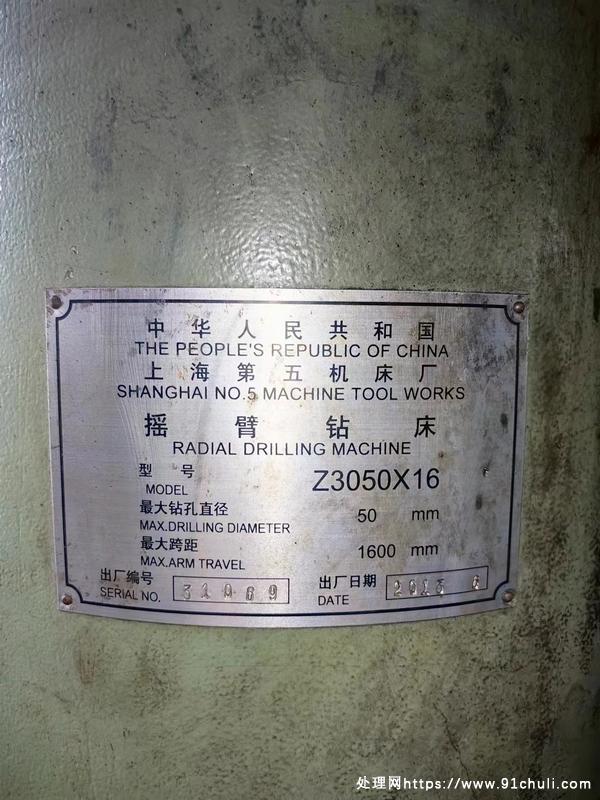 中华人民共和国
THE PEOPLE'S REPUBLIC OF CHINA
上海第五机床厂
SHANGHAI NO.5 MACHINE TOOL WORKS
摇臂钻床
RADIAL DRILLING MACHINE
型号
MODEL Z3050X16
最大钻孔直径
MAX.DRILLING DIAMETER 50 mm
最大跨距
MAX.ARM TRAVEL 1600 mm
出厂编号
SERIAL NO. 31069
出厂日期
DATE 2013 6
处理网https://www.91chuli.com